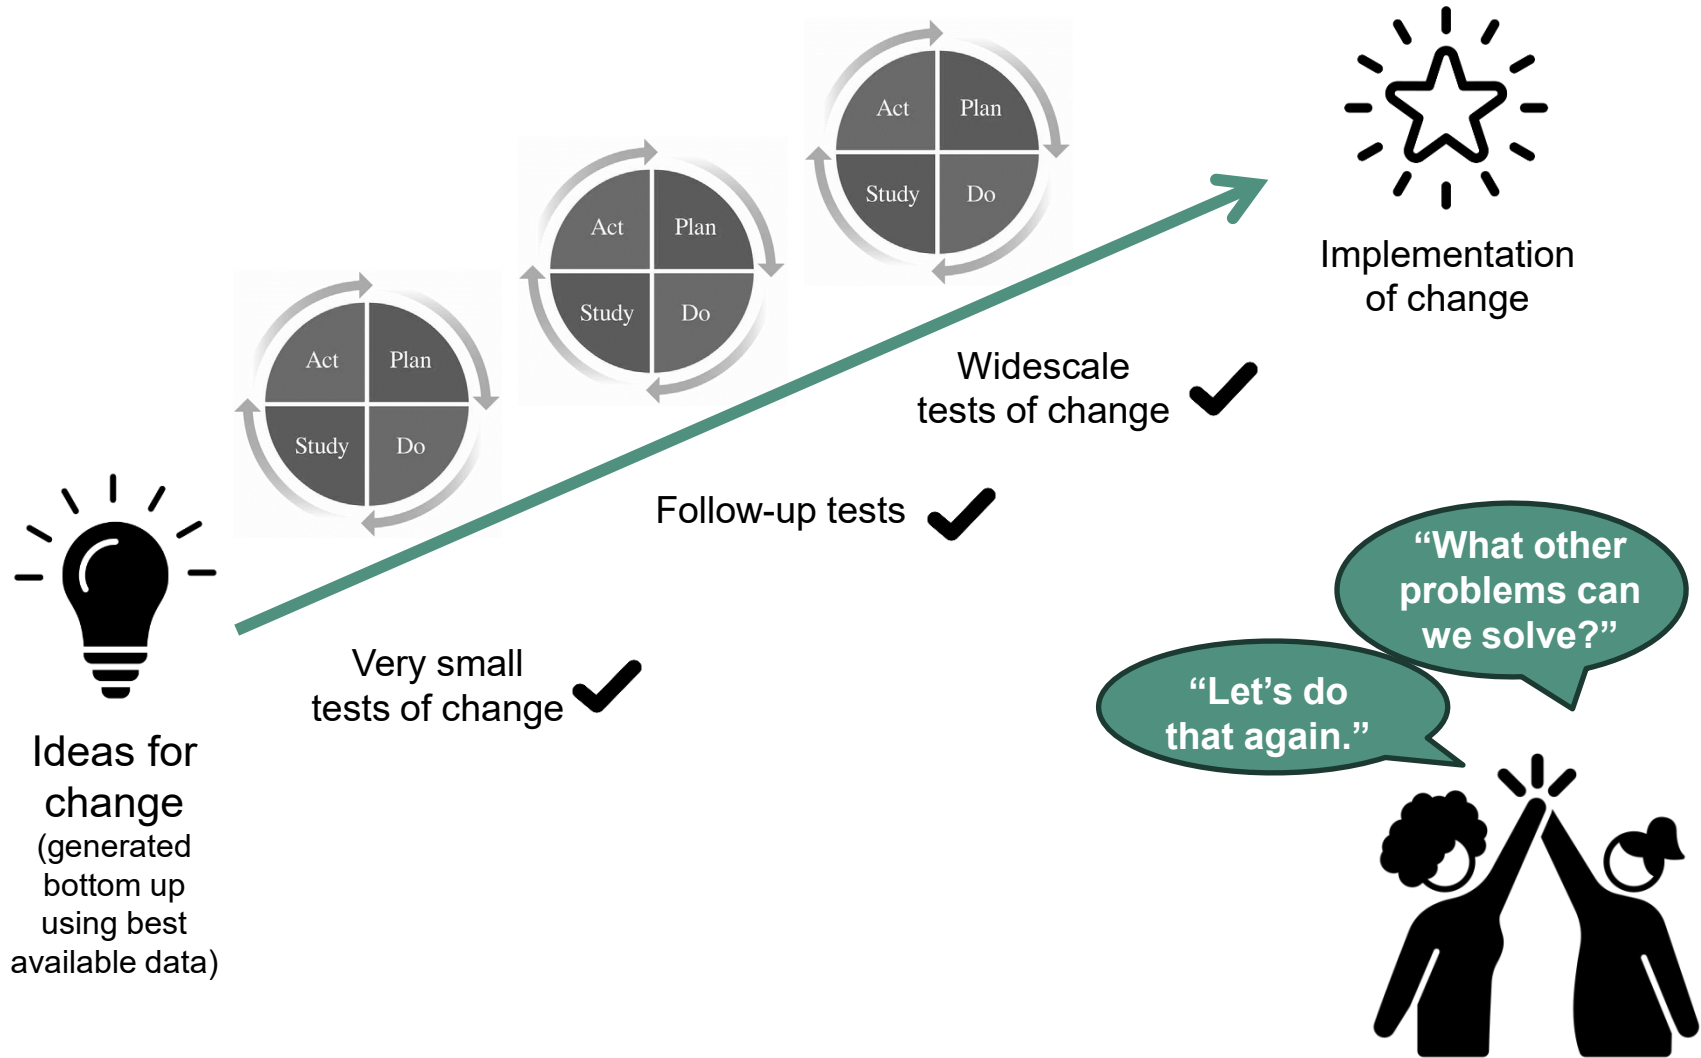 Ideas for
change
(generated
bottom up
using best
available data)
Act
Plan
Study
Do
Very small
tests of change
Act
Plan
Study
Do
Follow-up tests
Act
Plan
Study
Do
Widescale
tests of change
Implementation
of change
“Let’s do
that again.”
“What other
problems can
we solve?”